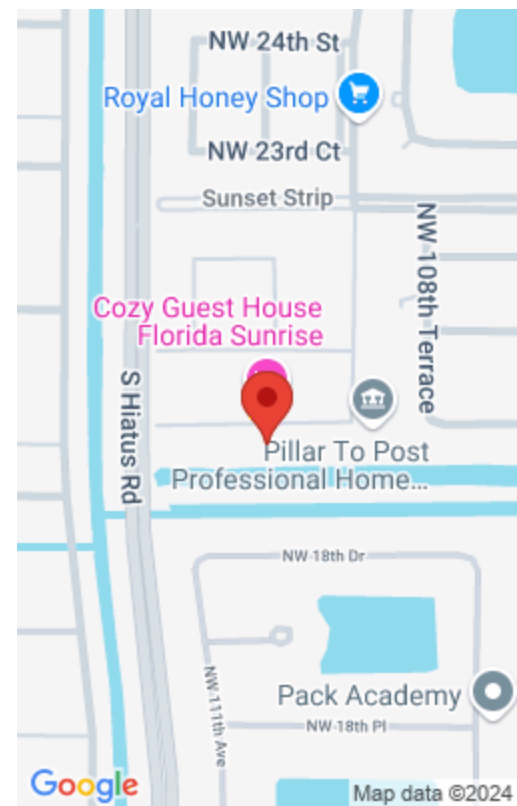 NW 24th St
Royal Honey Shop
NW 23rd Ct
Sunset Strip
NW 108th Terrace
Cozy Guest House
Florida Sunrise
S Hiatus Rd
Pillar To Post
Professional Home...
NW 18th Dr
NW 111th Ave
Pack Academy
NW 18th Pl
Google
Map data ©2024